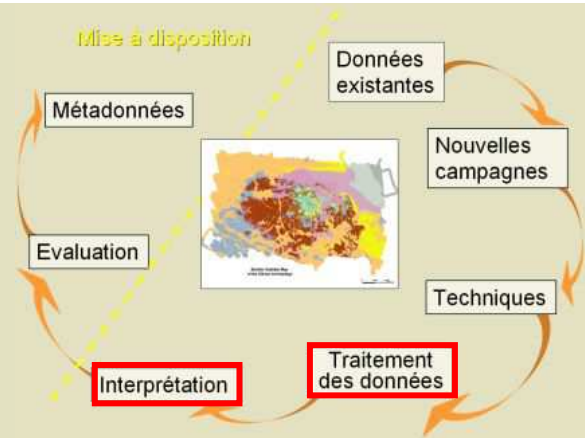 Mise à disposition
Données
existantes
Nouvelles
campagnes
Techniques
Traitement
des données
Interprétation
Evaluation
Métadonnées